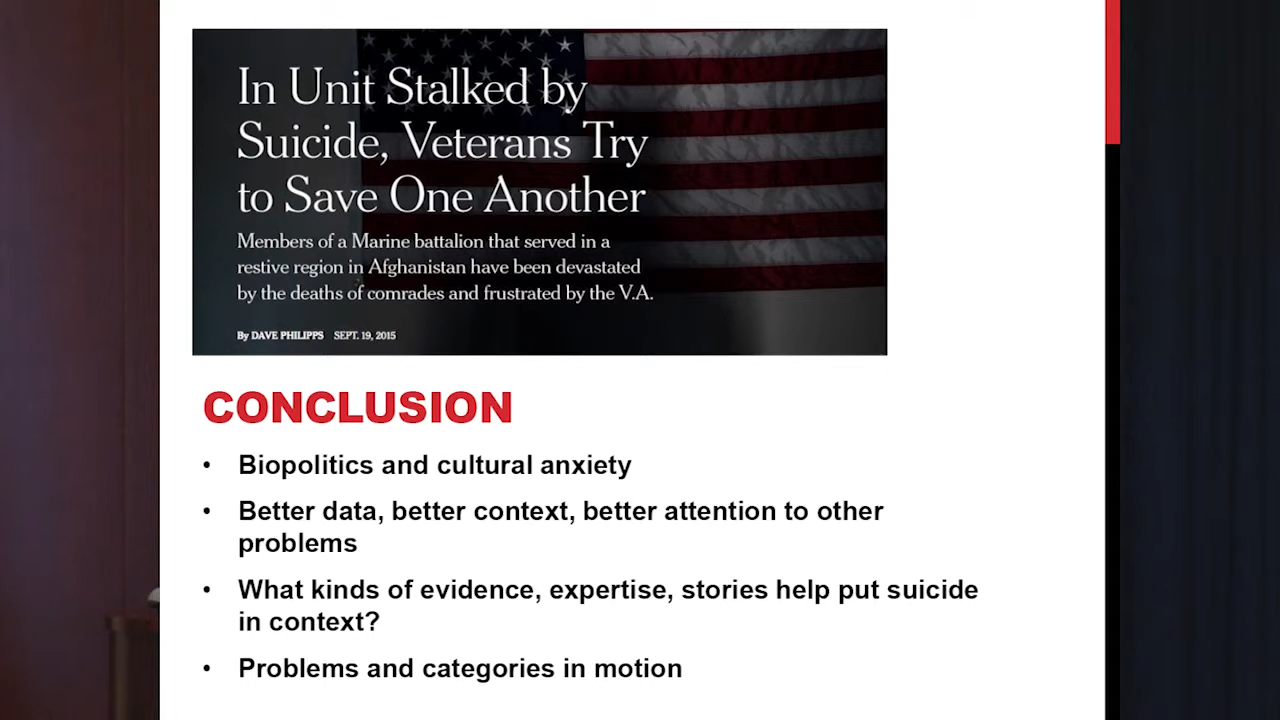 In Unit Stalked by
Suicide, Veterans Try
to Save One Another
Members of a Marine battalion that served in a
restive region in Afghanistan have been devastated
by the deaths of comrades and frustrated by the V.A.
By DAVE PHILIPPS SEPT. 19, 2015
CONCLUSION
• Biopolitics and cultural anxiety
• Better data, better context, better attention to other
problems
• What kinds of evidence, expertise, stories help put suicide
in context?
• Problems and categories in motion